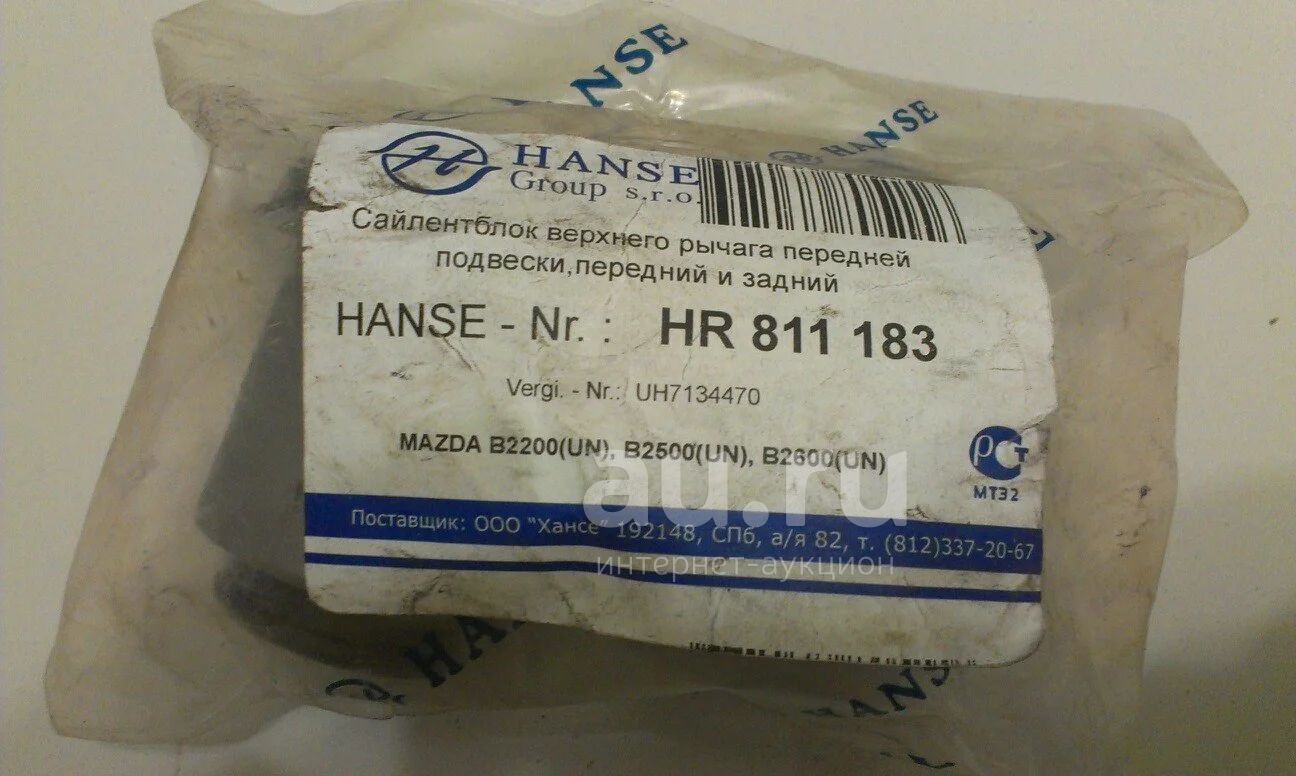 HANSE
HANSE
HANSE
Group s.r.o.
Сайлентблок верхнего рычага передней
подвески,передний и задний
HANSE - Nr. : HR 811 183
Vergl. - Nr.: UH7134470
MAZDA B2200(UN), B2500(UN), B2600(UN)
РСТ
МТ32
au.ru
Поставщик: ООО "Хансе" 192148, СПб, а/я 82, т. (812)337-20-67
интернет-аукцион